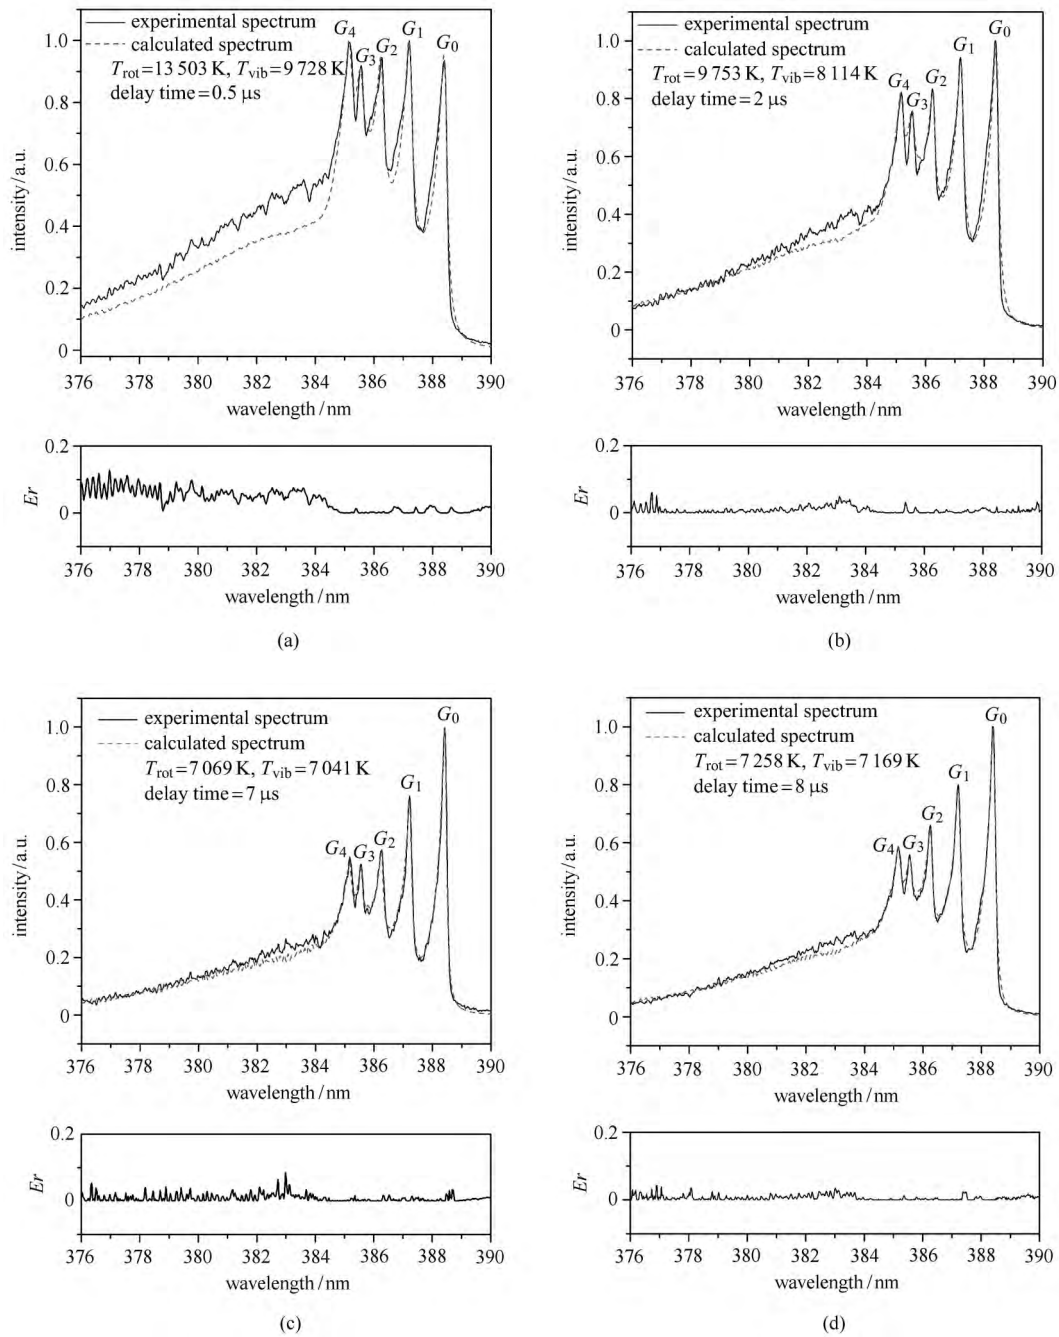 experimental spectrum
calculated spectrum
Trot=13 503 K, Tvib=9 728 K
delay time=0.5 μs
G4
G3
G2
G1
G0
intensity/a.u.
1.0
0.8
0.6
0.4
0.2
0
376 378 380 382 384 386 388 390
wavelength/nm
Er
0.2
0
376 378 380 382 384 386 388 390
wavelength/nm
(a)
experimental spectrum
calculated spectrum
Trot=9 753 K, Tvib=8 114 K
delay time=2 μs
G4
G3
G2
G1
G0
intensity/a.u.
1.0
0.8
0.6
0.4
0.2
0
376 378 380 382 384 386 388 390
wavelength/nm
Er
0.2
0
376 378 380 382 384 386 388 390
wavelength/nm
(b)
experimental spectrum
calculated spectrum
Trot=7 069 K, Tvib=7 041 K
delay time=7 μs
G4
G3
G2
G1
G0
intensity/a.u.
1.0
0.8
0.6
0.4
0.2
0
376 378 380 382 384 386 388 390
wavelength/nm
Er
0.2
0
376 378 380 382 384 386 388 390
wavelength/nm
(c)
experimental spectrum
calculated spectrum
Trot=7 258 K, Tvib=7 169 K
delay time=8 μs
G4
G3
G2
G1
G0
intensity/a.u.
1.0
0.8
0.6
0.4
0.2
0
376 378 380 382 384 386 388 390
wavelength/nm
Er
0.2
0
376 378 380 382 384 386 388 390
wavelength/nm
(d)